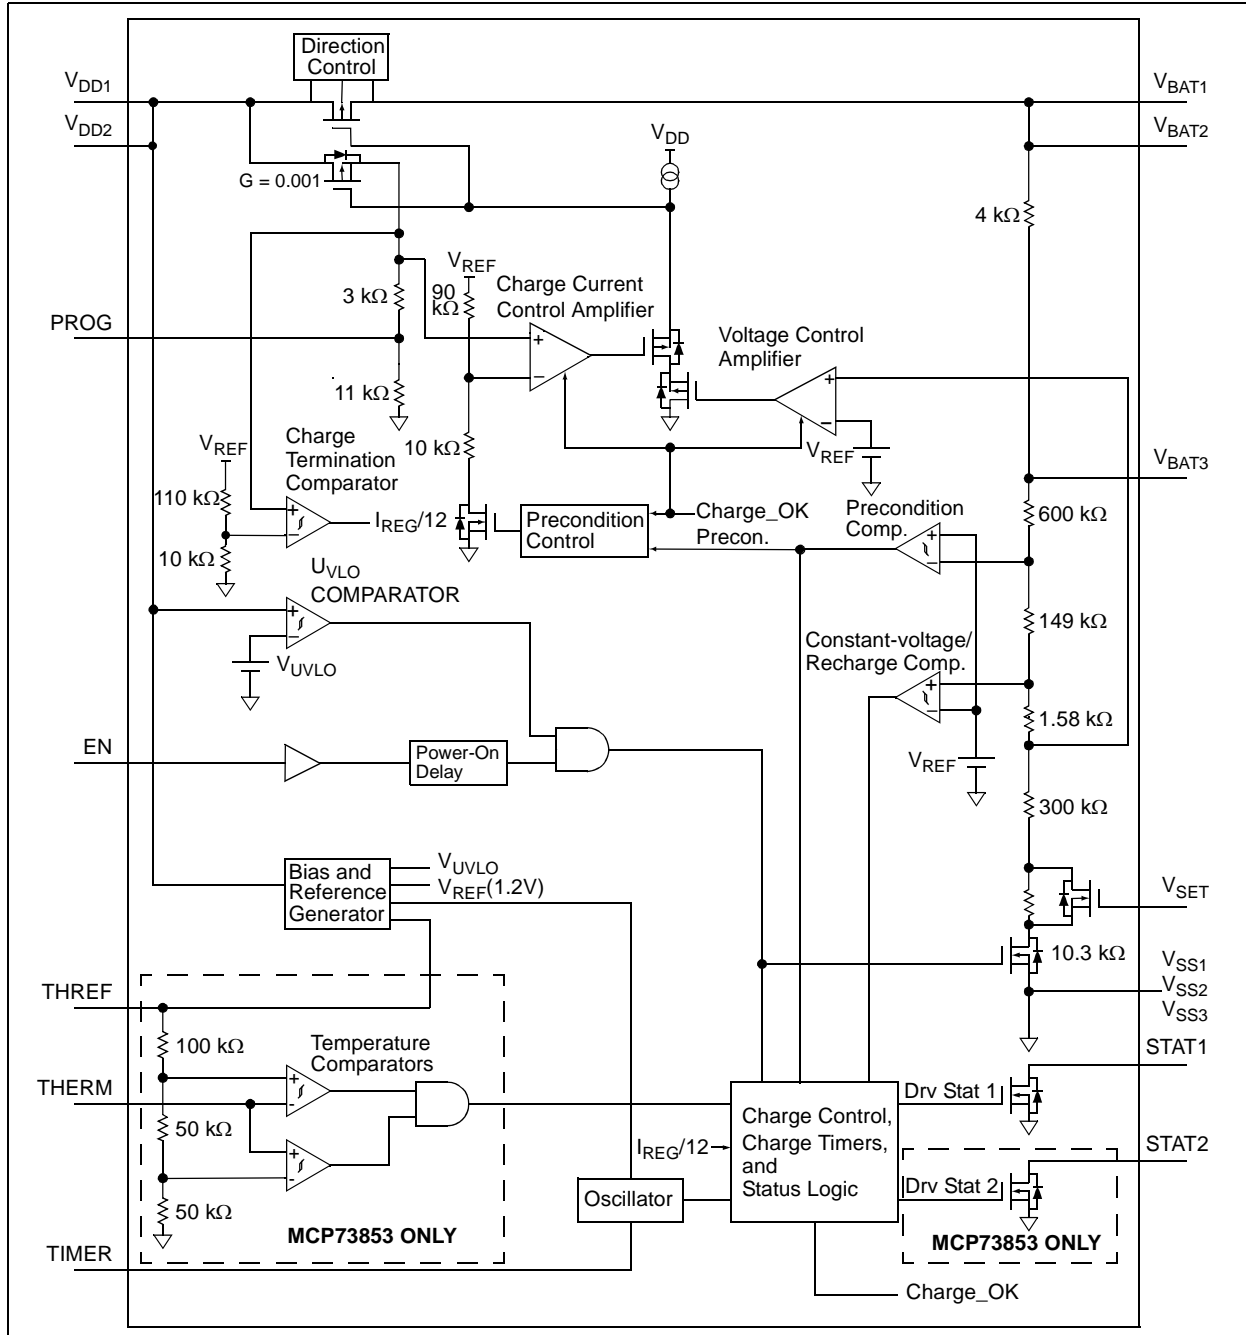 Direction
Control
VDD1
VBAT1
VDD2
VBAT2
VDD
G = 0.001
4 kΩ
VREF
90
kΩ
Charge Current
Control Amplifier
3 kΩ
PROG
Voltage Control
Amplifier
+
−
+
−
11 kΩ
VREF
Charge
Termination
Comparator
10 kΩ
VREF
VBAT3
110 kΩ
+
−
IREG/12
Precondition
Control
Charge_OK
Precon.
Precondition
Comp.
600 kΩ
+
−
10 kΩ
UVLO
COMPARATOR
+
−
VUVLO
149 kΩ
Constant-voltage/
Recharge Comp.
+
−
1.58 kΩ
EN
Power-On
Delay
VREF
300 kΩ
Bias and
Reference
Generator
VUVLO
VREF(1.2V)
VSET
10.3 kΩ
VSS1
VSS2
VSS3
THREF
100 kΩ
Temperature
Comparators
STAT1
THERM
+
-
50 kΩ
+
-
50 kΩ
Drv Stat 1
Charge Control,
Charge Timers,
and
Status Logic
IREG/12
STAT2
Drv Stat 2
Oscillator
MCP73853 ONLY
MCP73853 ONLY
TIMER
Charge_OK